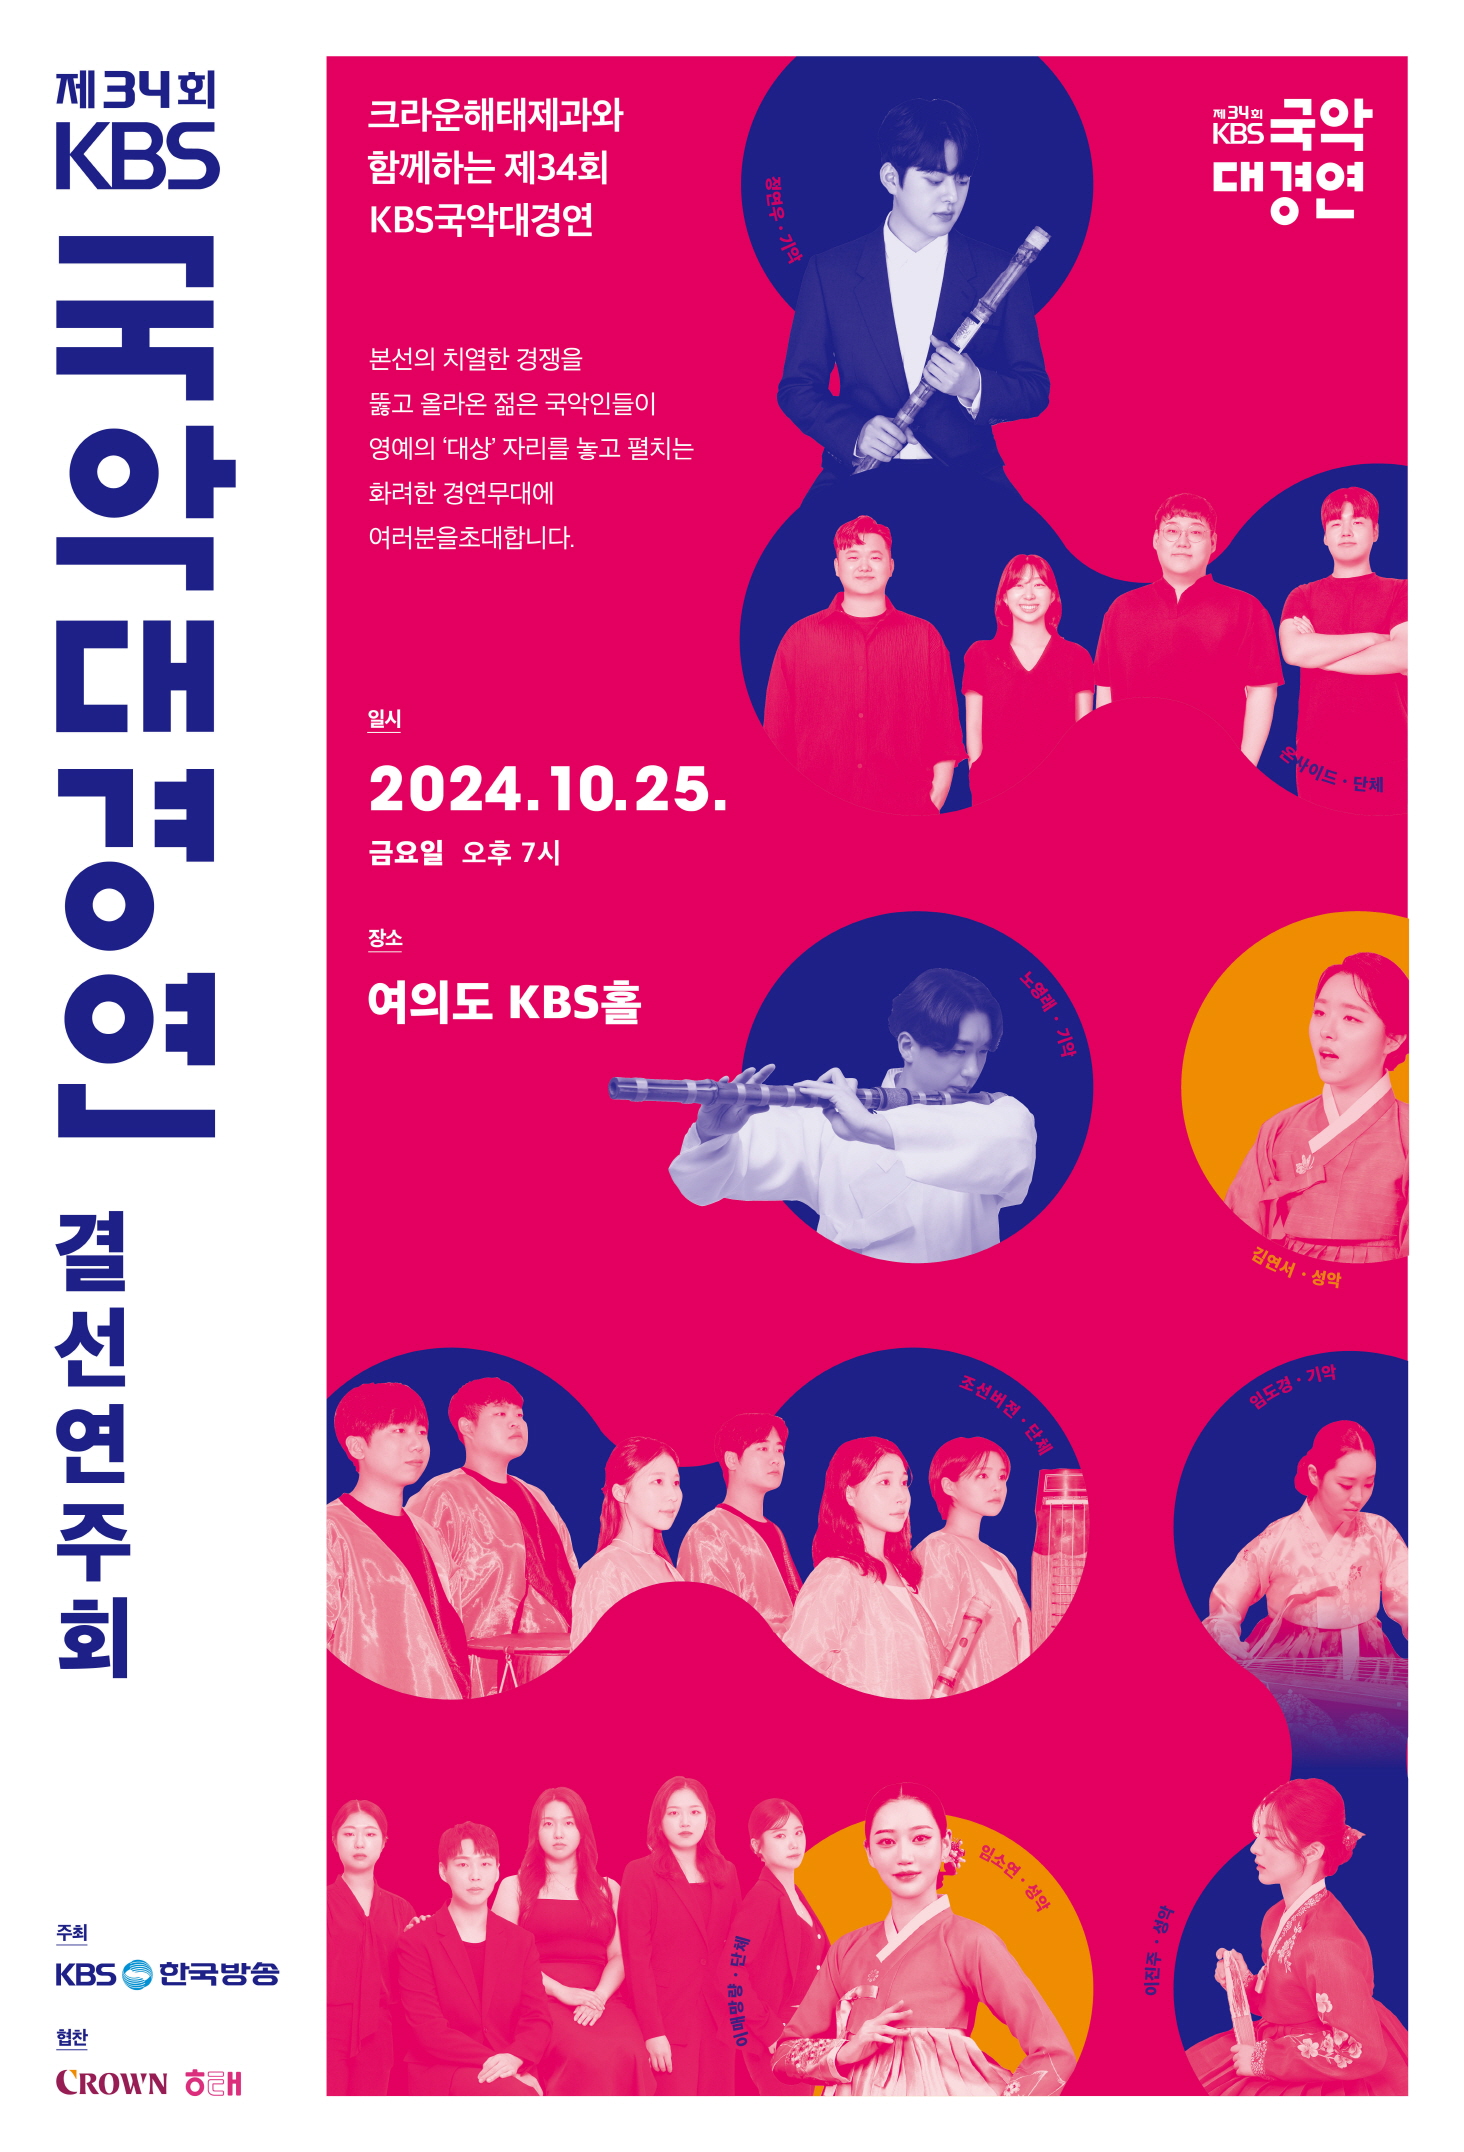 제34회
KBS
국악대경연
결선연주회
주최
KBS 한국방송
협찬
CROWN 해태
크라운해태제과와
함께하는 제34회
KBS국악대경연
제34회
KBS 국악
대경연
본선의 치열한 경쟁을
뚫고 올라온 젊은 국악인들이
영예의 ‘대상’ 자리를 놓고 펼치는
화려한 경연무대에
여러분을초대합니다.
일시
2024.10.25.
금요일 오후 7시
장소
여의도 KBS홀
정연우·기악
온사이드·단체
노영래·기악
김연서·성악
조선버전·단체
임도경·기악
이매망량·단체
임소연·성악
이진주·성악